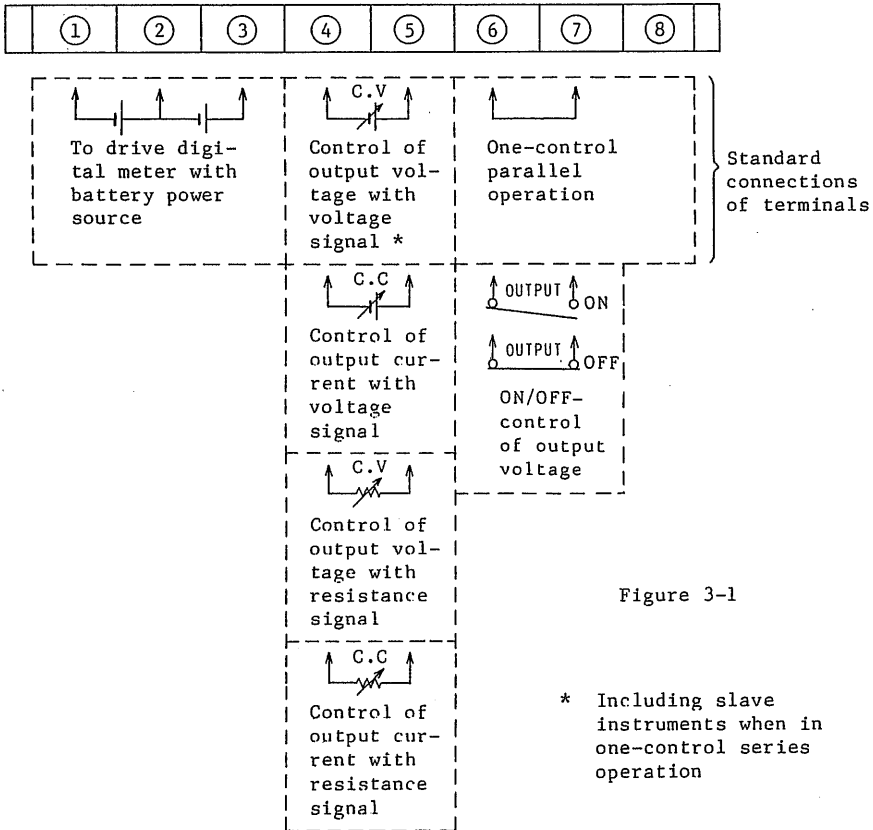 ① ② ③ ④ ⑤ ⑥ ⑦ ⑧
To drive digi-
tal meter with
battery power
source
C.V
Control of
output vol-
tage with
voltage
signal *
One-control
parallel
operation
Standard
connections
of terminals
C.C
Control of
output cur-
rent with
voltage
signal
OUTPUT ON
OUTPUT OFF
ON/OFF-
control
of output
voltage
C.V
Control of
output vol-
tage with
resistance
signal
C.C
Control of
output cur-
rent with
resistance
signal
Figure 3-1
* Including slave
instruments when in
one-control series
operation